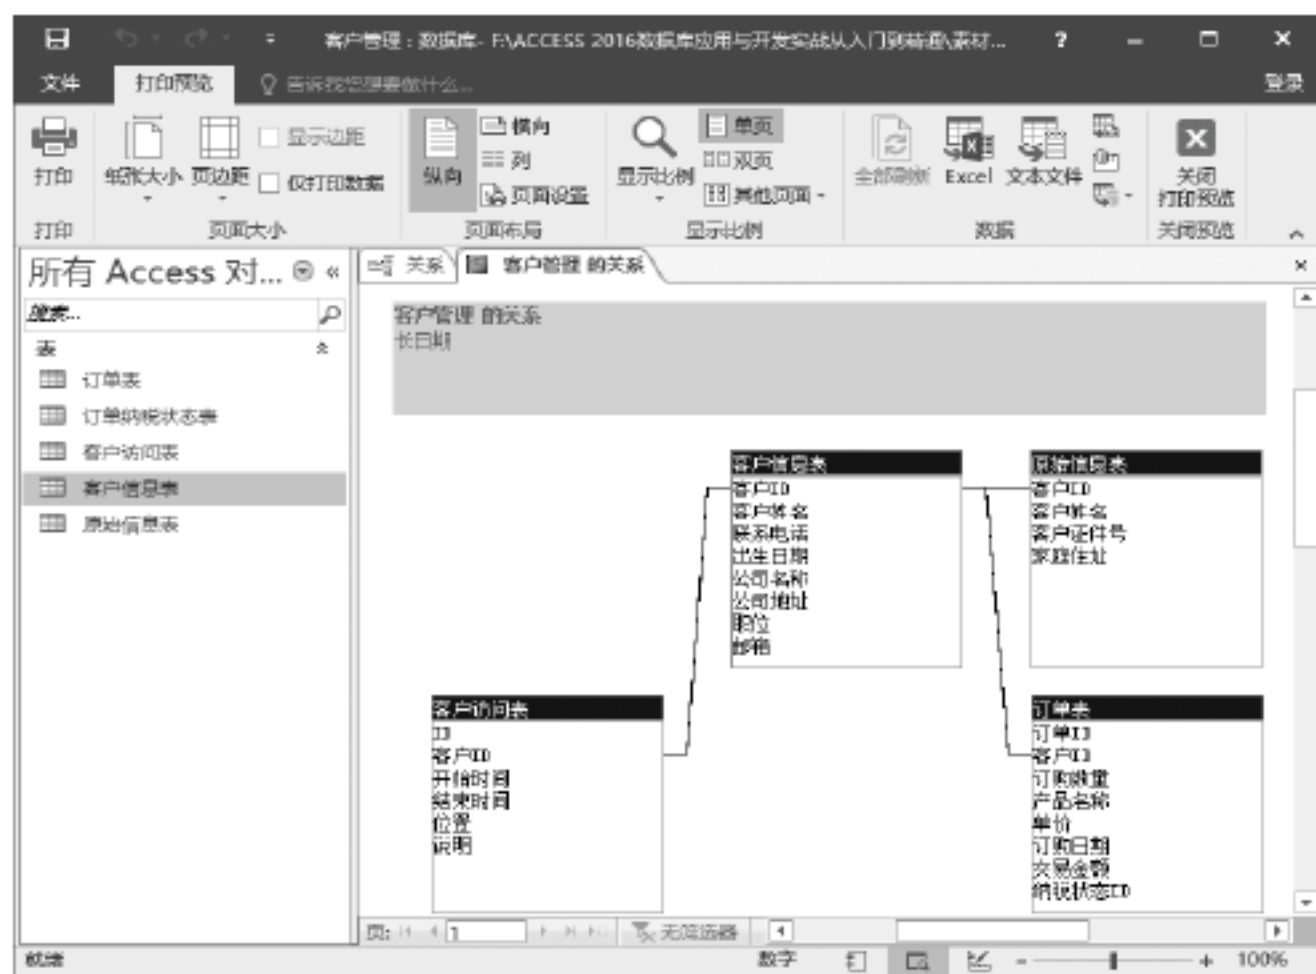 客户管理 : 数据库- F:\ACCESS 2016数据库应用与开发实战从入门到精通\素材... ?
文件 打印预览 告诉我您想要做什么... 登录
打印 纸张大小 页边距 显示边距 仅打印数据
纵向 横向 列 页面设置
显示比例 单页 双页 其他页面
全部刷新 Excel 文本文件
关闭
打印预览
打印 页面大小 页面布局 显示比例 数据 关闭预览
所有 Access 对... «
搜索...
表
订单表
订单纳税状态表
客户访问表
客户信息表
原始信息表
关系 客户管理 的关系
客户管理 的关系
长日期
客户信息表
客户ID
客户姓名
联系电话
出生日期
公司名称
公司地址
职位
邮箱
原始信息表
客户ID
客户姓名
客户证件号
家庭住址
客户访问表
ID
客户ID
开始时间
结束时间
位置
说明
订单表
订单ID
客户ID
订购数量
产品名称
单价
订购日期
交易金额
纳税状态ID
页: 1 无筛选器
就绪 数字 100%